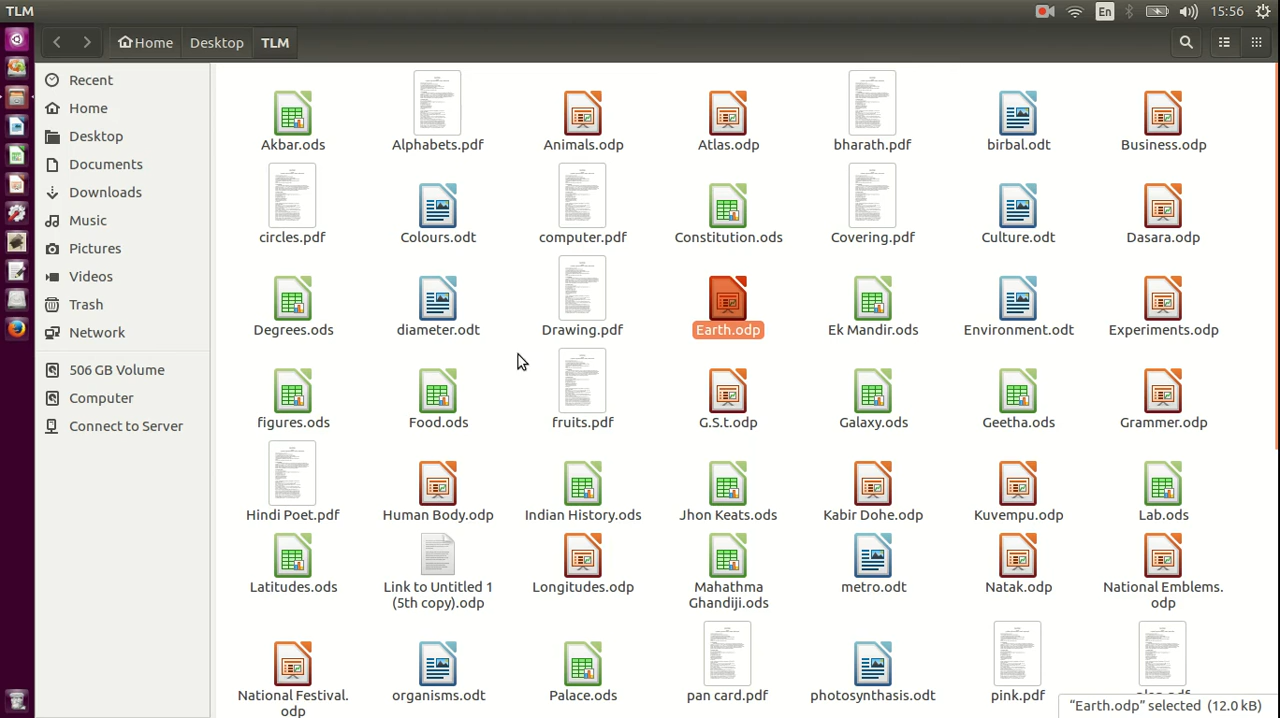 TLM
En
15:56
Home
Desktop
TLM
Recent
Home
Desktop
Documents
Downloads
Music
Pictures
Videos
Trash
Network
506 GB Volume
Computer
Connect to Server
Akbar.ods
Alphabets.pdf
Animals.odp
Atlas.odp
bharath.pdf
birbal.odt
Business.odp
circles.pdf
Colours.odt
computer.pdf
Constitution.ods
Covering.pdf
Culture.odt
Dasara.odp
Degrees.ods
diameter.odt
Drawing.pdf
Earth.odp
Ek Mandir.ods
Environment.odt
Experiments.odp
figures.ods
Food.ods
fruits.pdf
G.S.t.odp
Galaxy.ods
Geetha.ods
Grammer.odp
Hindi Poet.pdf
Human Body.odp
Indian History.ods
Jhon Keats.ods
Kabir Dohe.odp
Kuvempu.odp
Lab.ods
Latitudes.ods
Link to Untitled 1
(5th copy).odp
Longitudes.odp
Mahathma
Ghandiji.ods
metro.odt
Natak.odp
National Emblems.
odp
National Festival.
odp
organisms.odt
Palace.ods
pan card.pdf
photosynthasis.odt
pink.pdf
"Earth.odp" selected (12.0 kB)